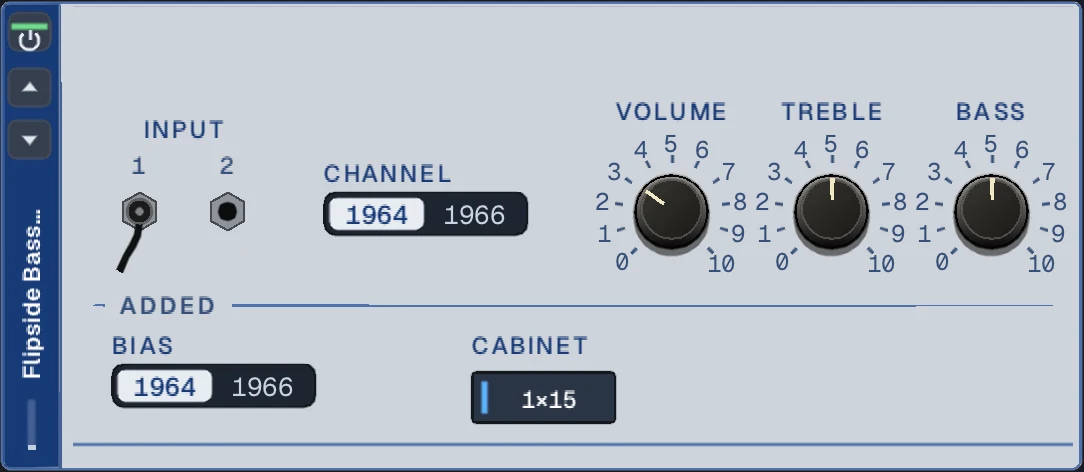 Flipside Bass...
INPUT
1 2
CHANNEL
1964 1966
VOLUME
0 1 2 3 4 5 6 7 8 9 10
TREBLE
0 1 2 3 4 5 6 7 8 9 10
BASS
0 1 2 3 4 5 6 7 8 9 10
ADDED
BIAS
1964 1966
CABINET
1×15